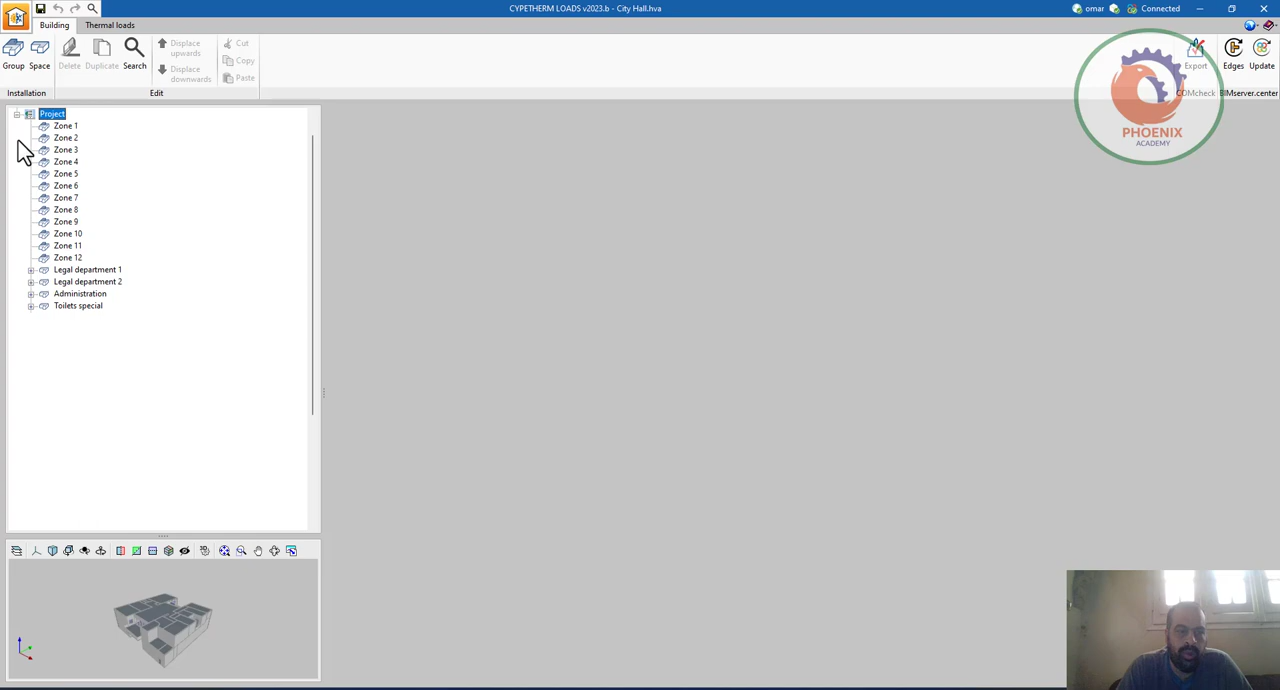 CYPETHERM LOADS v2023.b - City Hall.hva
omar
Connected
Building
Thermal loads
Group
Space
Delete
Duplicate
Search
Displace upwards
Displace downwards
Cut
Copy
Paste
Export
Edges
Update
Installation
Edit
COMcheck
BIMserver.center
PHOENIX
ACADEMY
Project
Zone 1
Zone 2
Zone 3
Zone 4
Zone 5
Zone 6
Zone 7
Zone 8
Zone 9
Zone 10
Zone 11
Zone 12
Legal department 1
Legal department 2
Administration
Toilets special